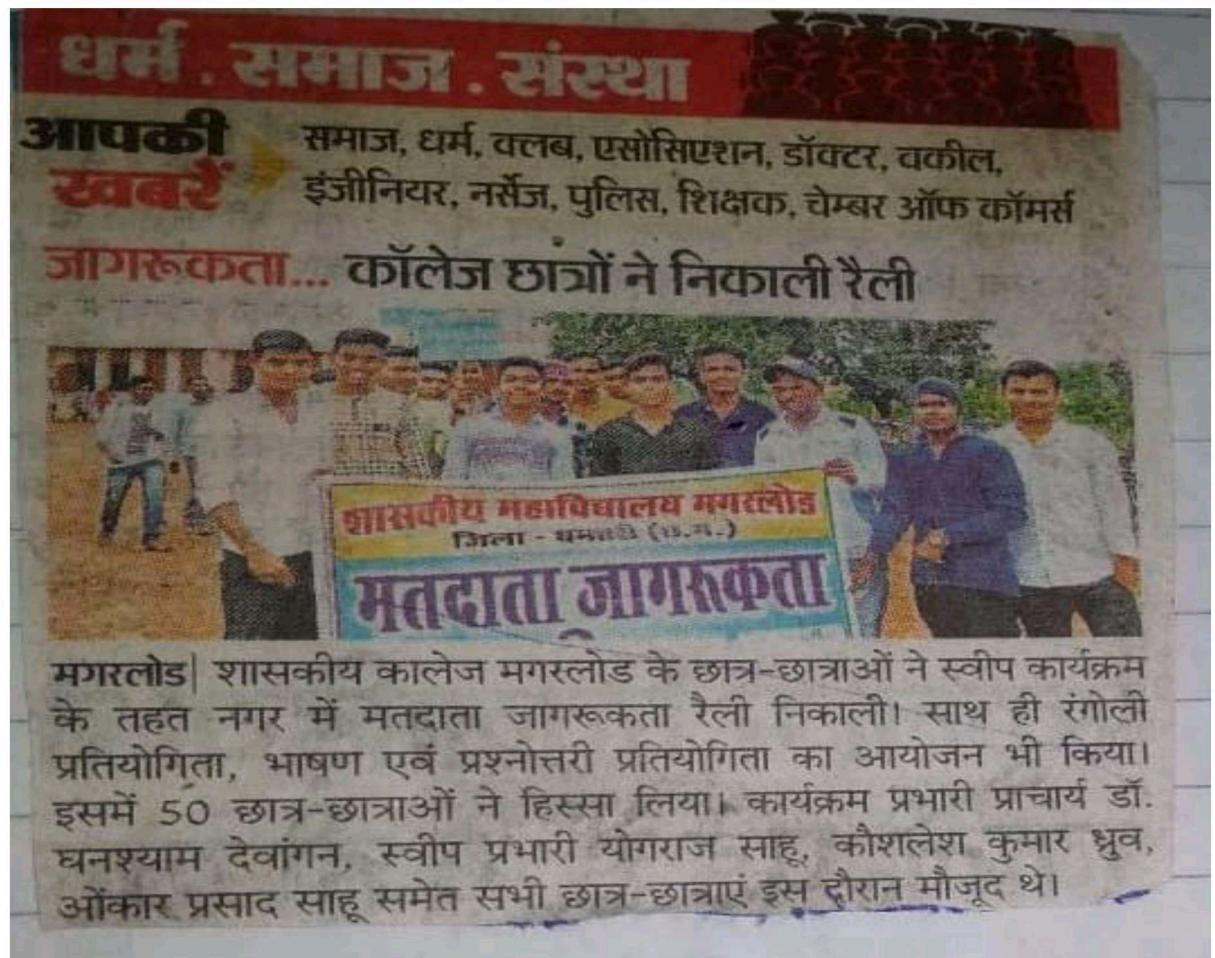 धर्म . समाज . संस्था
आपकी
खबरें
समाज, धर्म, क्लब, एसोसिएशन, डॉक्टर, वकील,
इंजीनियर, नर्सेज, पुलिस, शिक्षक, चेम्बर ऑफ कॉमर्स
जागरूकता... कॉलेज छात्रों ने निकाली रैली
शासकीय महाविद्यालय मगरलोड
जिला - धमतरी (छ.ग.)
मतदाता जागरूकता
मगरलोड| शासकीय कालेज मगरलोड के छात्र-छात्राओं ने स्वीप कार्यक्रम
के तहत नगर में मतदाता जागरूकता रैली निकाली। साथ ही रंगोली
प्रतियोगिता, भाषण एवं प्रश्नोत्तरी प्रतियोगिता का आयोजन भी किया।
इसमें 50 छात्र-छात्राओं ने हिस्सा लिया। कार्यक्रम प्रभारी प्राचार्य डॉ.
घनश्याम देवांगन, स्वीप प्रभारी योगराज साहू, कौशलेश कुमार ध्रुव,
ओंकार प्रसाद साहू समेत सभी छात्र-छात्राएं इस दौरान मौजूद थे।